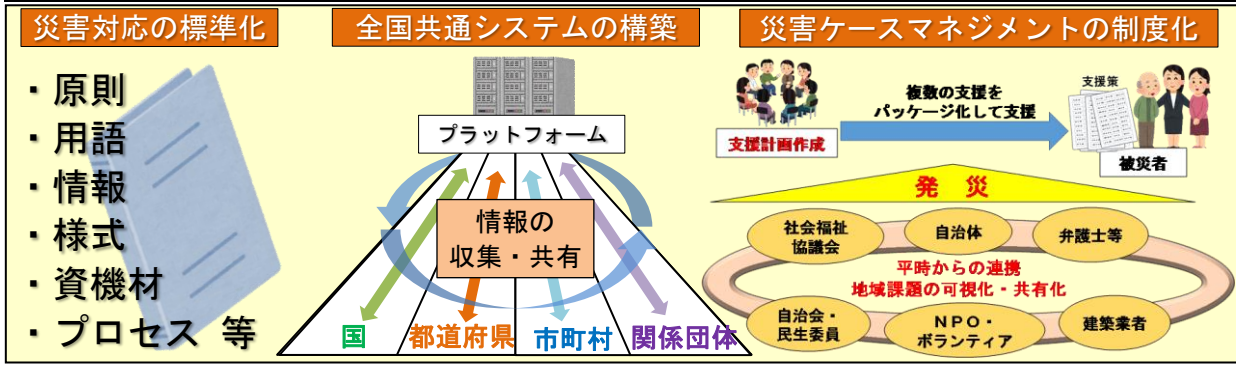 災害対応の標準化
・原則
・用語
・情報
・様式
・資機材
・プロセス 等
全国共通システムの構築
プラットフォーム
情報の
収集・共有
国
都道府県
市町村
関係団体
災害ケースマネジメントの制度化
複数の支援を
パッケージ化して支援
支援計画作成
支援策
被災者
発 災
社会福祉
協議会
自治体
弁護士等
平時からの連携
地域課題の可視化・共有化
自治会・
民生委員
NPO・
ボランティア
建築業者